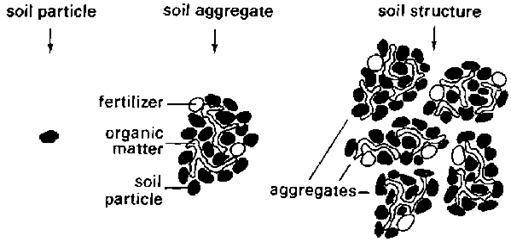 soil particle
soil aggregate
soil structure
fertilizer
organic
matter
soil
particle
aggregates